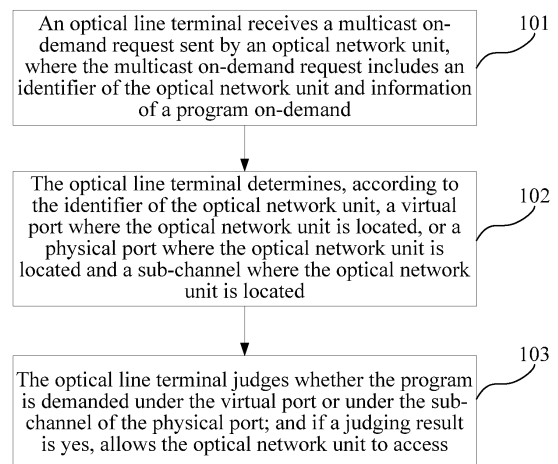 An optical line terminal receives a multicast on-
demand request sent by an optical network unit,
where the multicast on-demand request includes an
identifier of the optical network unit and information
of a program on-demand
101
The optical line terminal determines, according to
the identifier of the optical network unit, a virtual
port where the optical network unit is located, or a
physical port where the optical network unit is
located and a sub-channel where the optical network
unit is located
102
The optical line terminal judges whether the program
is demanded under the virtual port or under the sub-
channel of the physical port; and if a judging result
is yes, allows the optical network unit to access
103